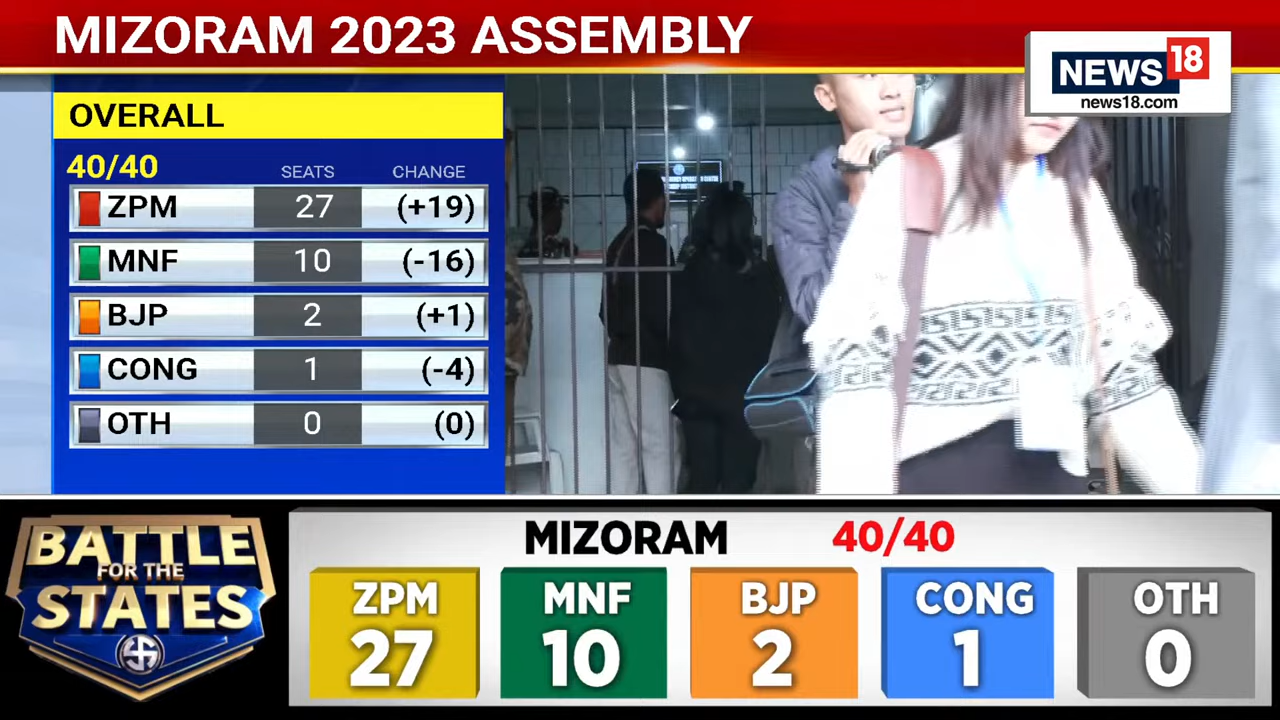 MIZORAM 2023 ASSEMBLY
NEWS 18
news18.com
OVERALL
40/40 SEATS CHANGE
ZPM 27 (+19)
MNF 10 (-16)
BJP 2 (+1)
CONG 1 (-4)
OTH 0 (0)
BATTLE
FOR THE
STATES
MIZORAM 40/40
ZPM MNF BJP CONG OTH
27 10 2 1 0